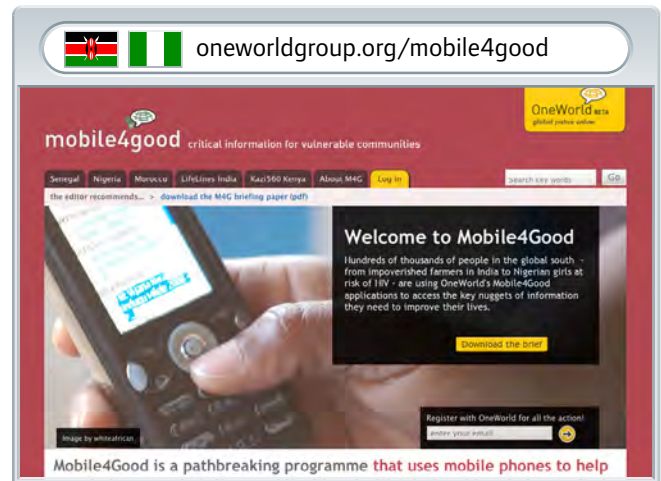 oneworldgroup.org/mobile4good
OneWorld BETA
global justice online
mobile4good critical information for vulnerable communities
Senegal Nigeria Morocco LifeLines India Kazi560 Kenya About M4G Log in
search key words Go
the editor recommends... > download the M4G briefing paper (pdf)
Welcome to Mobile4Good
Hundreds of thousands of people in the global south -
from impoverished farmers in India to Nigerian girls at
risk of HIV - are using OneWorld's Mobile4Good
applications to access the key nuggets of information
they need to improve their lives.
Download the brief
Register with OneWorld for all the action!
enter your email
Image by whiteafrican
Mobile4Good is a pathbreaking programme that uses mobile phones to help